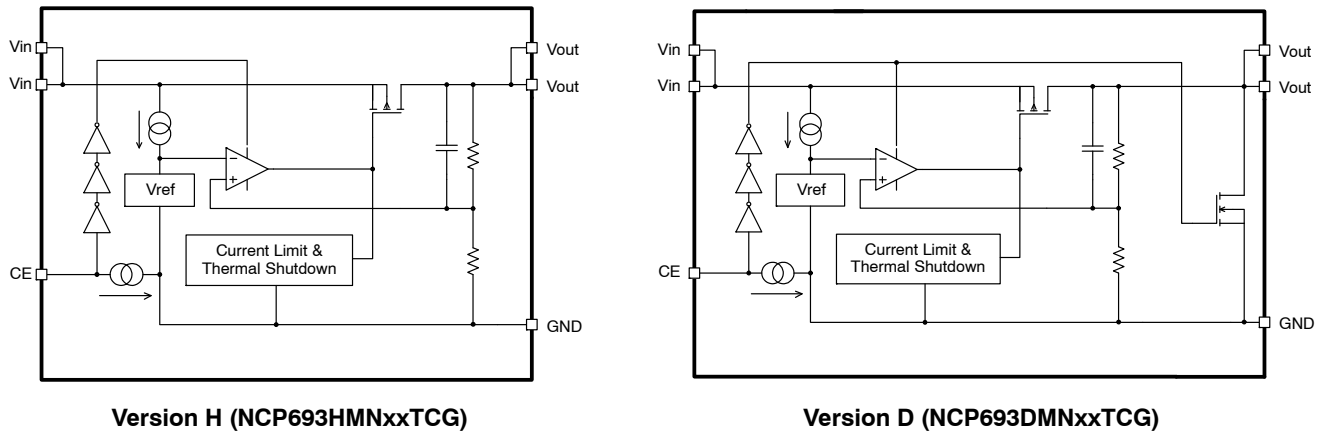 Vin
Vout
Vin
Vout
−
+
Vref
Current Limit &
Thermal Shutdown
CE
GND
Version H (NCP693HMNxxTCG)
Vin
Vout
Vin
Vout
−
+
Vref
Current Limit &
Thermal Shutdown
CE
GND
Version D (NCP693DMNxxTCG)